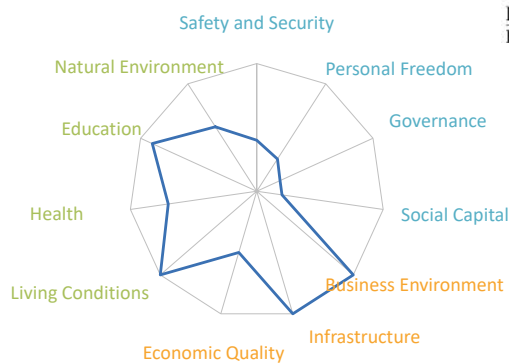 Safety and Security
Natural Environment
Personal Freedom
Education
Governance
Health
Social Capital
Living Conditions
Business Environment
Infrastructure
Economic Quality